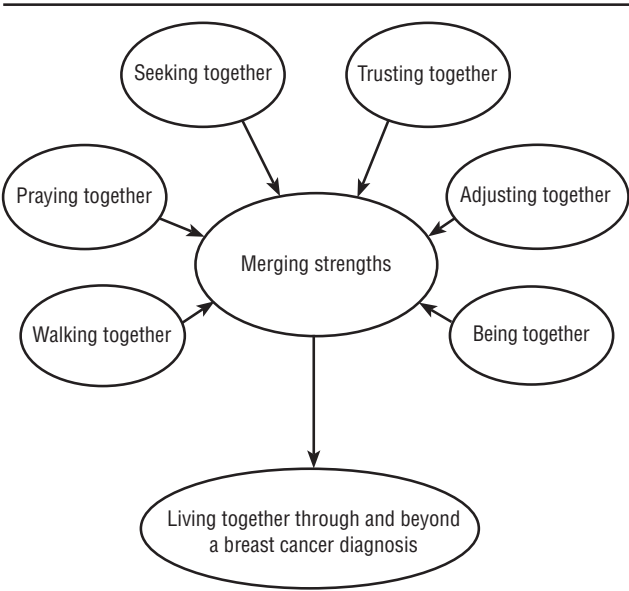 Seeking together
Trusting together
Praying together
Adjusting together
Merging strengths
Walking together
Being together
Living together through and beyond
a breast cancer diagnosis